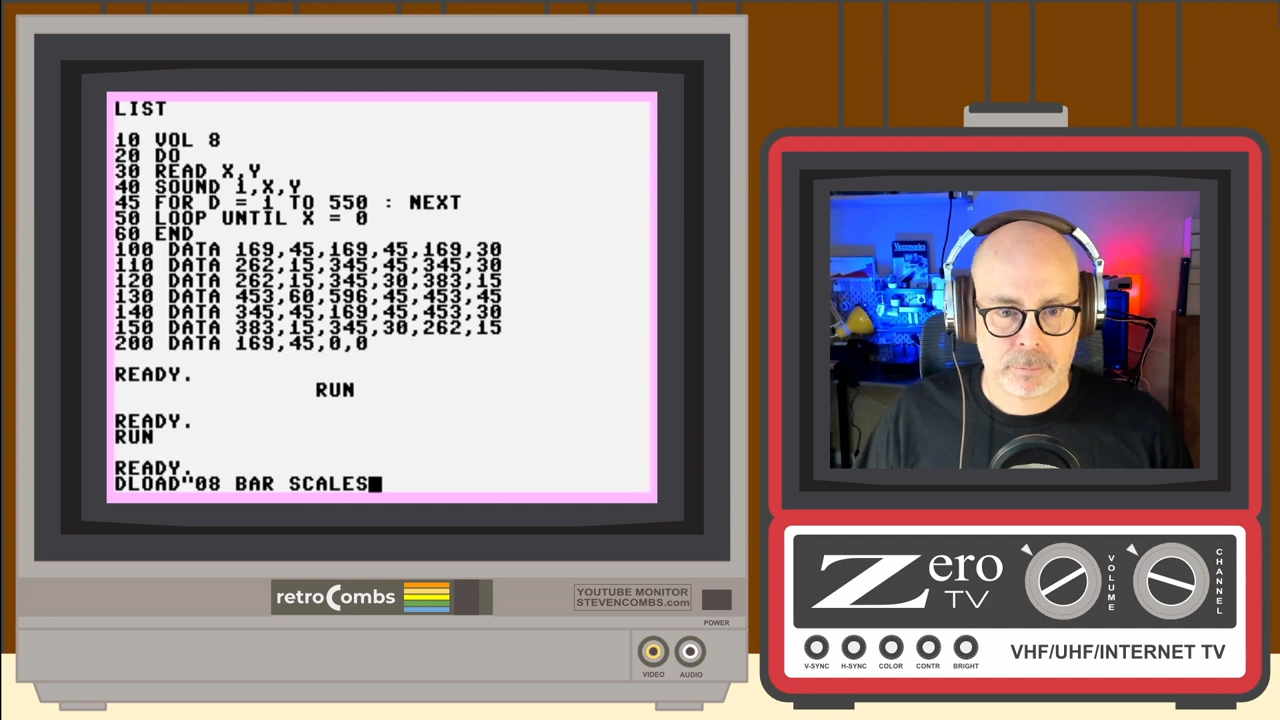 LIST
10 VOL 8
20 DO
30 READ X,Y
40 SOUND 1,X,Y
45 FOR D = 1 TO 550 : NEXT
50 LOOP UNTIL X = 0
60 END
100 DATA 169,45,169,45,169,30
110 DATA 262,15,345,45,345,30
120 DATA 262,15,345,30,383,15
130 DATA 453,60,596,45,453,45
140 DATA 345,45,169,45,453,30
150 DATA 383,15,345,30,262,15
200 DATA 169,45,0,0
READY.
RUN
READY.
RUN
READY.
DLOAD"08 BAR SCALES
retroCombs
YOUTUBE MONITOR
STEVENCOMBS.com
POWER
VIDEO
AUDIO
Zero
TV
VOLUME
CHANNEL
V-SYNC
H-SYNC
COLOR
CONTR
BRIGHT
VHF/UHF/INTERNET TV